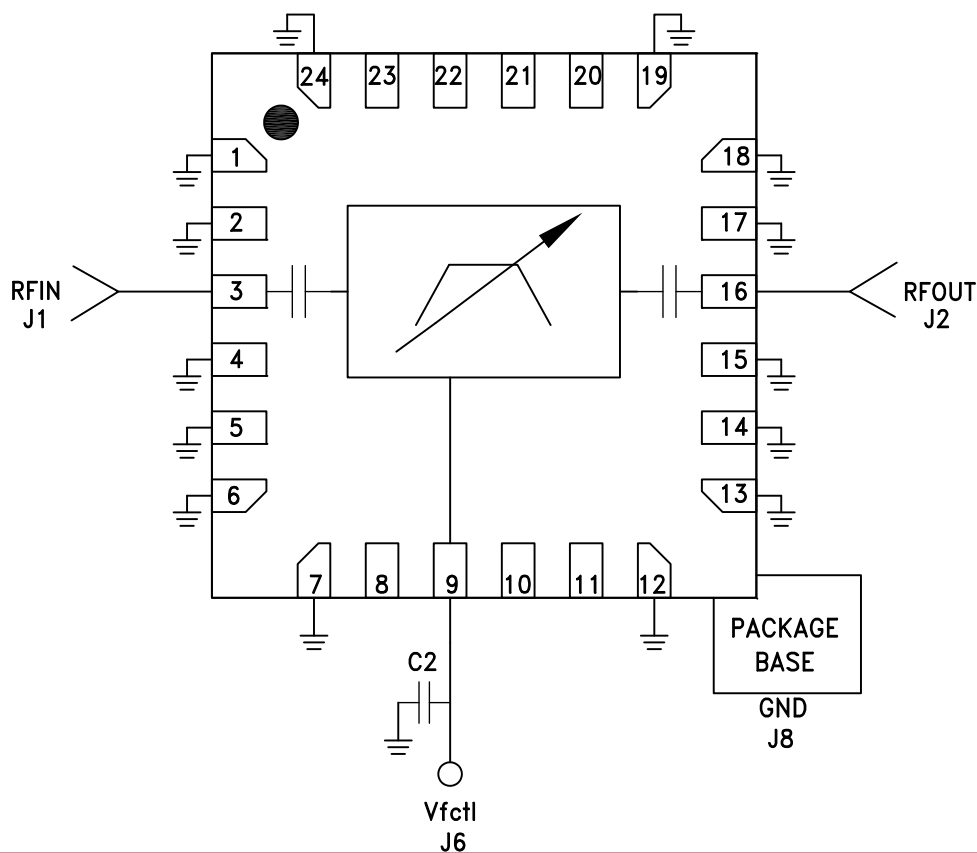 24 23 22 21 20 19
1 18
2 17
RFIN
J1
3 16
RFOUT
J2
4 15
5 14
6 13
7 8 9 10 11 12
PACKAGE
BASE
C2
GND
J8
Vfctl
J6